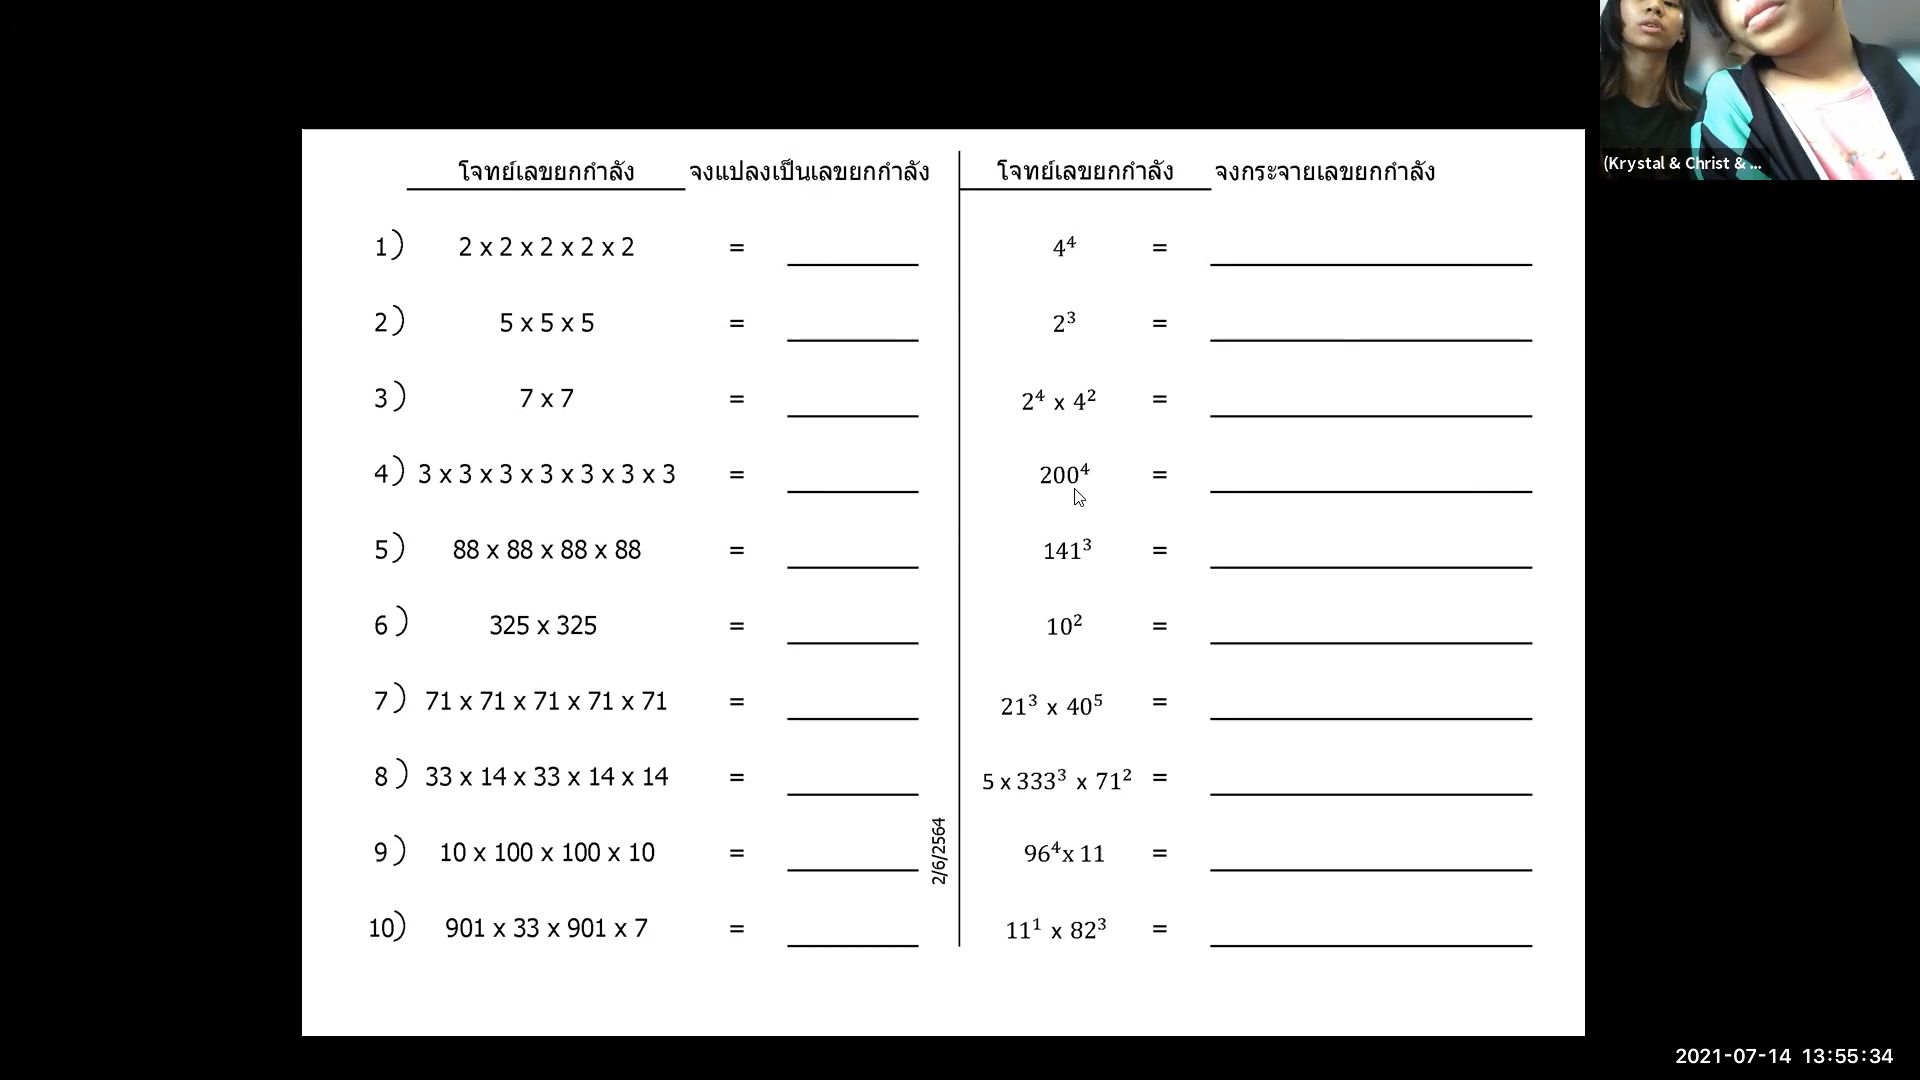 (Krystal & Christ & ...
โจทย์เลขยกกำลัง จงแปลงเป็นเลขยกกำลัง โจทย์เลขยกกำลัง จงกระจายเลขยกกำลัง
1) 2 x 2 x 2 x 2 x 2 = 4⁴ =
2) 5 x 5 x 5 = 2³ =
3) 7 x 7 = 2⁴ x 4² =
4) 3 x 3 x 3 x 3 x 3 x 3 x 3 = 200⁴ =
5) 88 x 88 x 88 x 88 = 141³ =
6) 325 x 325 = 10² =
7) 71 x 71 x 71 x 71 x 71 = 21³ x 40⁵ =
8) 33 x 14 x 33 x 14 x 14 = 5 x 333³ x 71² =
9) 10 x 100 x 100 x 10 = 96⁴x 11 =
10) 901 x 33 x 901 x 7 = 11¹ x 82³ =
2/6/2564
2021-07-14 13:55:34